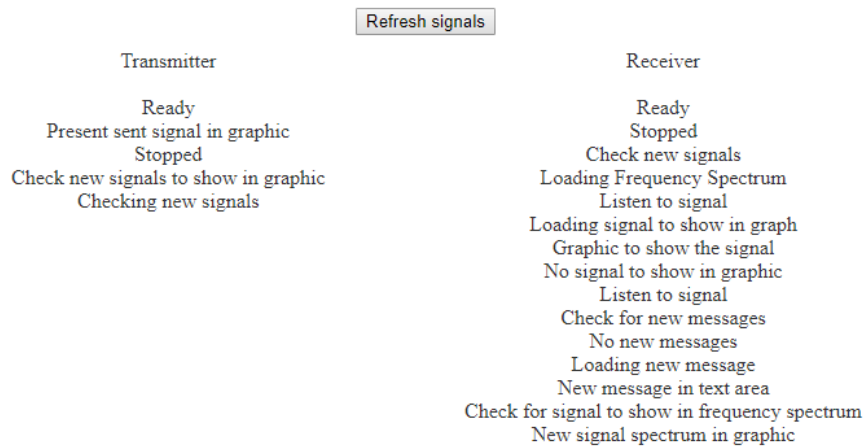 Refresh signals
Transmitter
Ready
Present sent signal in graphic
Stopped
Check new signals to show in graphic
Checking new signals
Receiver
Ready
Stopped
Check new signals
Loading Frequency Spectrum
Listen to signal
Loading signal to show in graph
Graphic to show the signal
No signal to show in graphic
Listen to signal
Check for new messages
No new messages
Loading new message
New message in text area
Check for signal to show in frequency spectrum
New signal spectrum in graphic